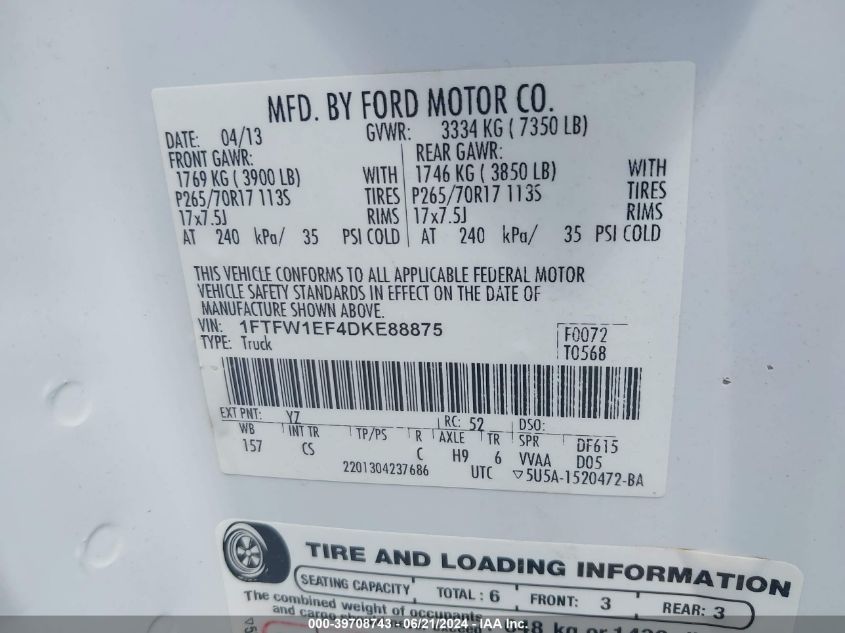 MFD. BY FORD MOTOR CO.
DATE: 04/13 GVWR: 3334 KG ( 7350 LB)
FRONT GAWR: REAR GAWR:
1769 KG ( 3900 LB) WITH 1746 KG ( 3850 LB) WITH
P265/70R17 113S TIRES P265/70R17 113S TIRES
17x7.5J RIMS 17x7.5J RIMS
AT 240 kPa/ 35 PSI COLD AT 240 kPa/ 35 PSI COLD
THIS VEHICLE CONFORMS TO ALL APPLICABLE FEDERAL MOTOR
VEHICLE SAFETY STANDARDS IN EFFECT ON THE DATE OF
MANUFACTURE SHOWN ABOVE.
VIN: 1FTFW1EF4DKE88875 F0072
TYPE: Truck T0568
EXT PNT: YZ RC: 52 DSO:
WB INT TR TP/PS R AXLE TR SPR DF615
157 CS C H9 6 VVAA D05
2201304237686 UTC ▽5U5A-1520472-BA
TIRE AND LOADING INFORMATION
SEATING CAPACITY TOTAL : 6 FRONT: 3 REAR: 3
The combined weight of occupants
000-39708743 - 06/21/2024 - IAAI Inc.